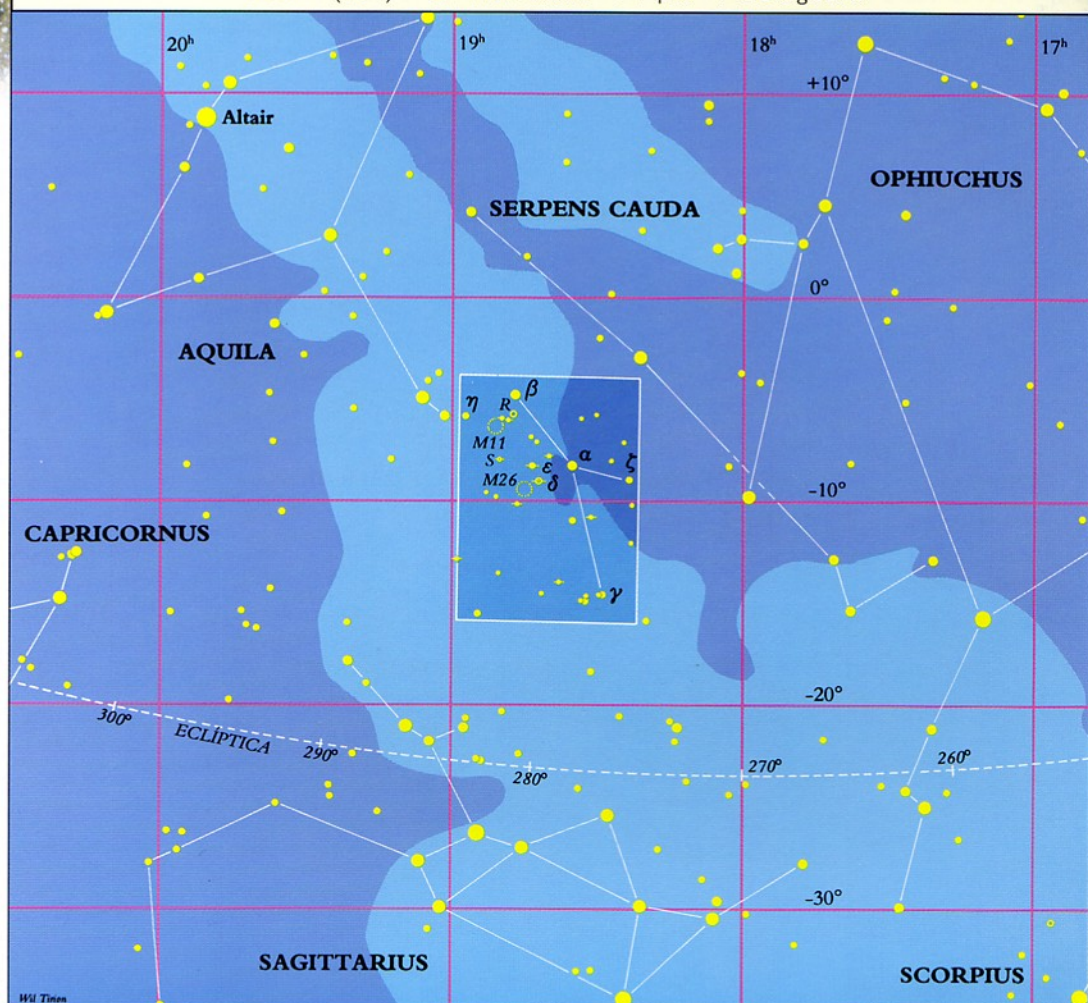 20ʰ
19ʰ
18ʰ
17ʰ
+10°
Altair
OPHIUCHUS
SERPENS CAUDA
0°
AQUILA
β
η
R
M11
α
S
ε
ζ
M26
δ
-10°
CAPRICORNUS
γ
-20°
300°
ECLÍPTICA
290°
280°
270°
260°
-30°
SAGITTARIUS
SCORPIUS
Wil Tirion